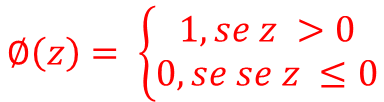 ∅(z) = { 1, se z > 0
0, se se z ≤ 0